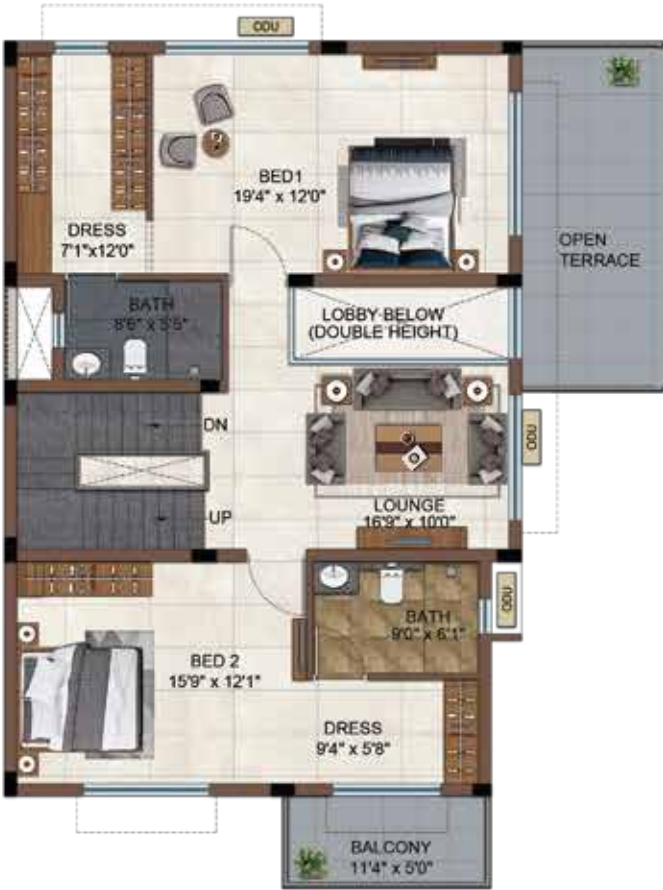 ODU
BED1
19'4" x 12'0"
DRESS
7'1"x12'0"
OPEN
TERRACE
BATH
8'6" x 5'5"
LOBBY BELOW
(DOUBLE HEIGHT)
DN
ODU
UP
LOUNGE
16'9" x 10'0"
ODU
BATH
9'0" x 6'1"
BED 2
15'9" x 12'1"
DRESS
9'4" x 5'8"
BALCONY
11'4" x 5'0"